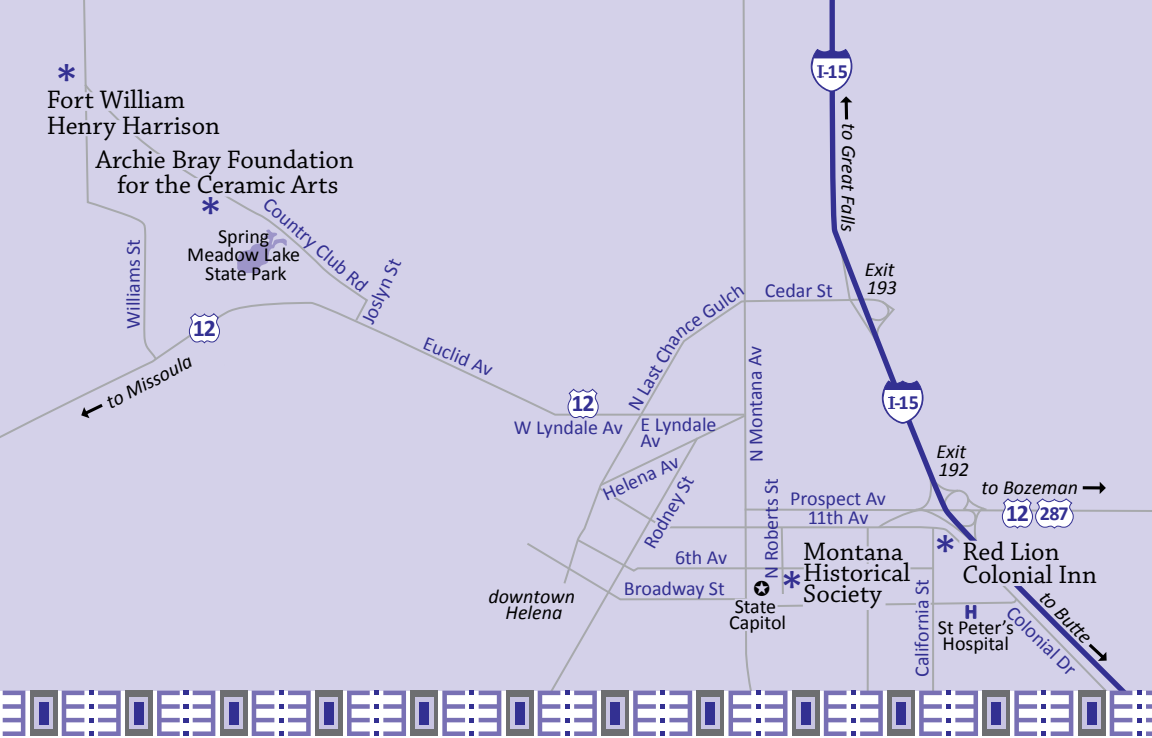 I-15
Fort William
Henry Harrison
to Great Falls
Archie Bray Foundation
for the Ceramic Arts
Country Club Rd
Spring
Meadow Lake
State Park
Williams St
Joslyn St
Exit
193
Cedar St
N Last Chance Gulch
12
Euclid Av
to Missoula
N Montana Av
I-15
12
W Lyndale Av
E Lyndale
Av
Exit
192
Helena Av
Rodney St
N Roberts St
to Bozeman
Prospect Av
12
287
11th Av
6th Av
Montana
Historical
Society
Red Lion
Colonial Inn
Broadway St
downtown
Helena
State
Capitol
California St
H
St Peter's
Hospital
to Butte
Colonial Dr